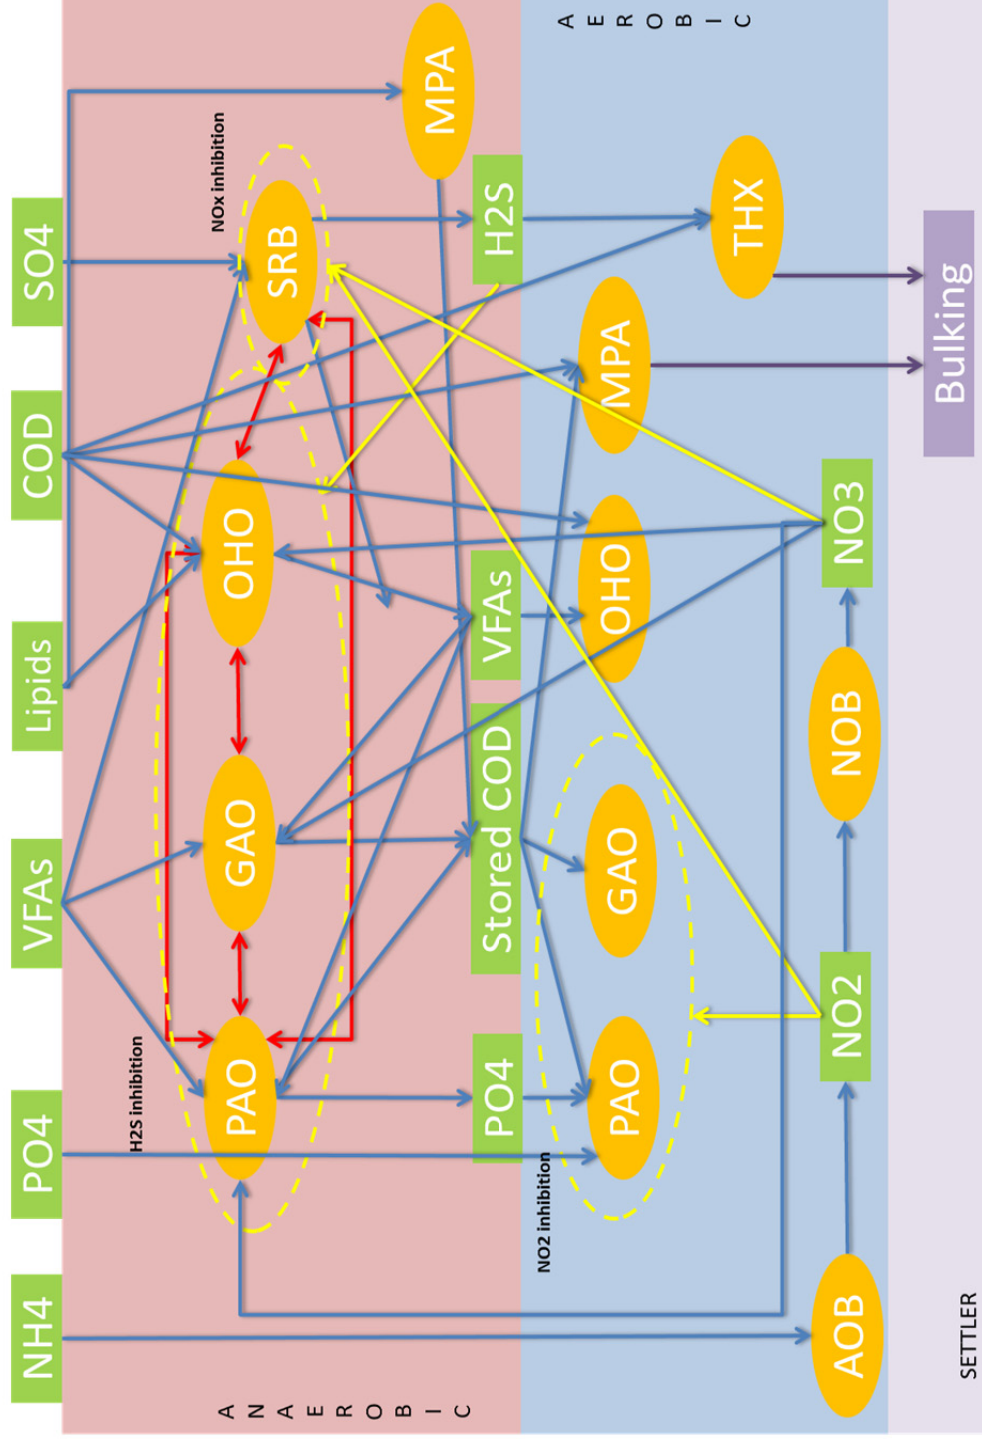 NH4
PO4
VFAs
Lipids
COD
SO4
ANAEROBIC
H2S inhibition
NOx inhibition
PAO
GAO
OHO
SRB
MPA
PO4
Stored COD
VFAs
H2S
AEROBIC
NO2 inhibition
PAO
GAO
OHO
MPA
THX
AOB
NO2
NOB
NO3
SETTLER
Bulking